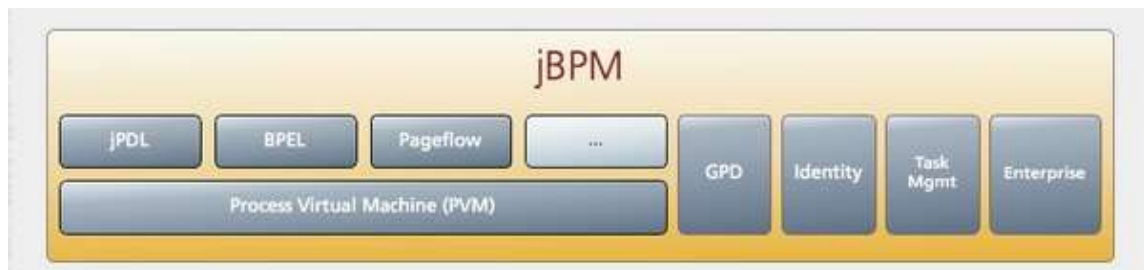 jBPM
jPDL
BPEL
Pageflow
...
Process Virtual Machine (PVM)
GPD
Identity
Task
Mgmt
Enterprise